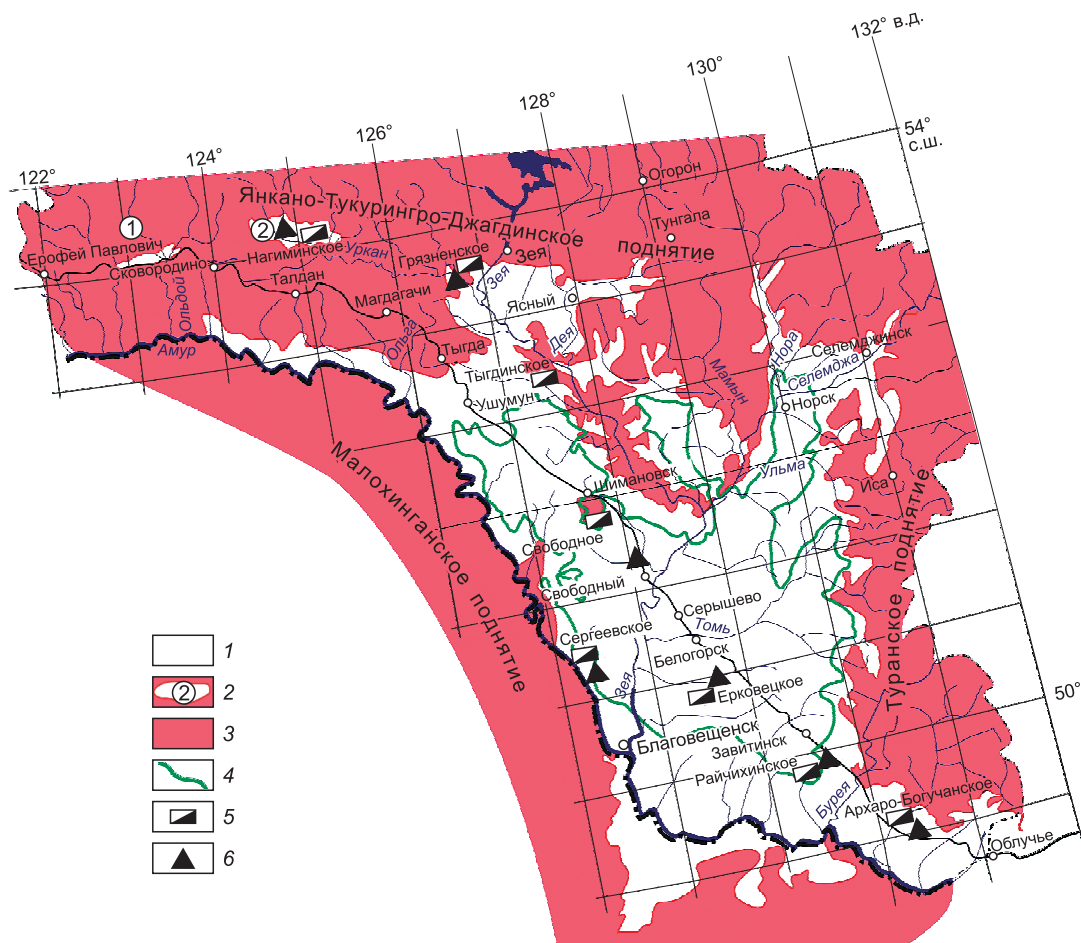 132° в.д.
130°
128°
126°
124°
122°
54°
с.ш.
Огорон
Янкано-Тукурингро-Джагдинское
поднятие
Тунгала
1
2
Ерофей Павлович
Сковородино
Нагиминское
Уркан
Грязненское
Зея
Зея
Талдан
Магдагачи
Ясный
Ольдой
Амур
Ольга
Тыгда
Дея
Мамын
Нора
Селемджинск
Селемджа
Тыгдинское
Ушумун
Норск
Малохинганское поднятие
Шимановск
Ульма
Иса
Свободное
Свободный
Серышево
Томь
Сергеевское
Белогорск
Туранское поднятие
Зея
Ерковецкое
50°
Благовещенск
Завитинск
Райчихинское
Бурея
Архаро-Богучанское
Облучье
1
2 2
3
4
5
6